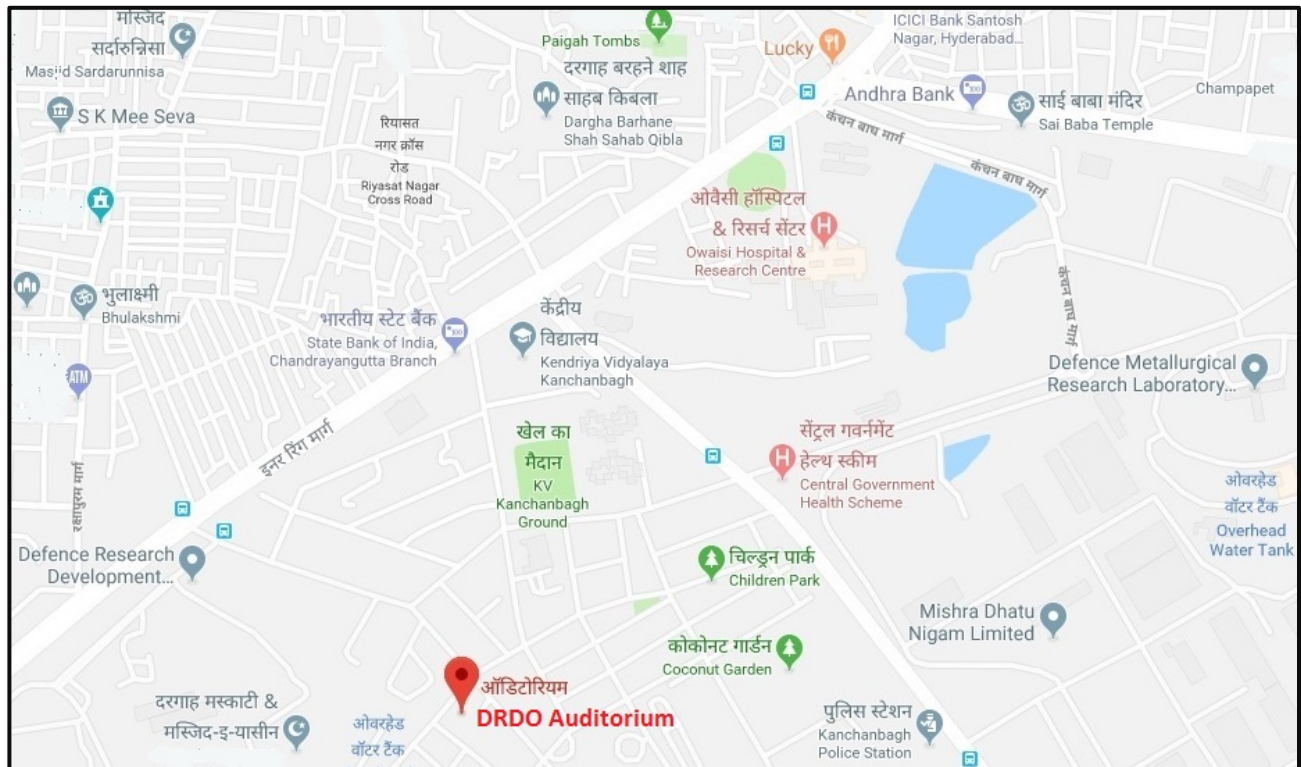 मस्जिद
सर्दारुन्निसा
Masjid Sardarunnisa
S K Mee Seva
Paigah Tombs
दरगाह बरहने शाह
साहब किबला
Dargha Barhane
Shah Sahab Qibla
रियासत
नगर क्रॉस
रोड
Riyasat Nagar
Cross Road
Lucky
ICICI Bank Santosh
Nagar, Hyderabad...
Andhra Bank
साई बाबा मंदिर
Sai Baba Temple
Champapet
कंचन बाघ मार्ग
कंचन बाघ मार्ग
कंचन बाघ मार्ग
ओवैसी हॉस्पिटल
& रिसर्च सेंटर
Owaisi Hospital &
Research Centre
भुलाक्ष्मी
Bhulakshmi
भारतीय स्टेट बैंक
State Bank of India,
Chandrayangutta Branch
केंद्रीय
विद्यालय
Kendriya Vidyalaya
Kanchanbagh
Defence Metallurgical
Research Laboratory...
ATM
इनर रिंग मार्ग
रक्षापुरम मार्ग
खेल का
मैदान
KV
Kanchanbagh
Ground
सेंट्रल गवर्नमेंट
हेल्थ स्कीम
Central Government
Health Scheme
ओवरहेड
वॉटर टैंक
Overhead
Water Tank
Defence Research
Development...
चिल्ड्रन पार्क
Children Park
Mishra Dhatu
Nigam Limited
कोकोनट गार्डन
Coconut Garden
ऑडिटोरियम
DRDO Auditorium
दरगाह मस्काटी &
मस्जिद-इ-यासीन
ओवरहेड
वॉटर टैंक
पुलिस स्टेशन
Kanchanbagh
Police Station